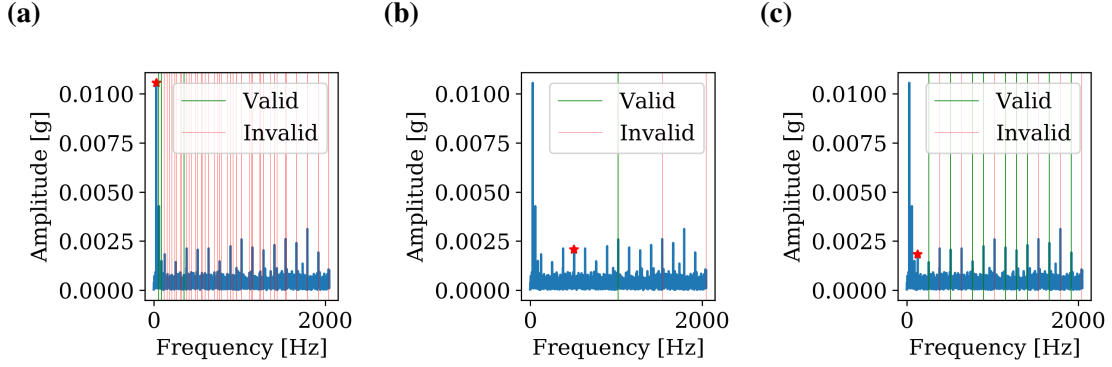 (a)
(b)
(c)
Amplitude [g]
0.0100
0.0075
0.0050
0.0025
0.0000
Valid
Invalid
0
2000
Frequency [Hz]
Amplitude [g]
0.0100
0.0075
0.0050
0.0025
0.0000
Valid
Invalid
0
2000
Frequency [Hz]
Amplitude [g]
0.0100
0.0075
0.0050
0.0025
0.0000
Valid
Invalid
0
2000
Frequency [Hz]